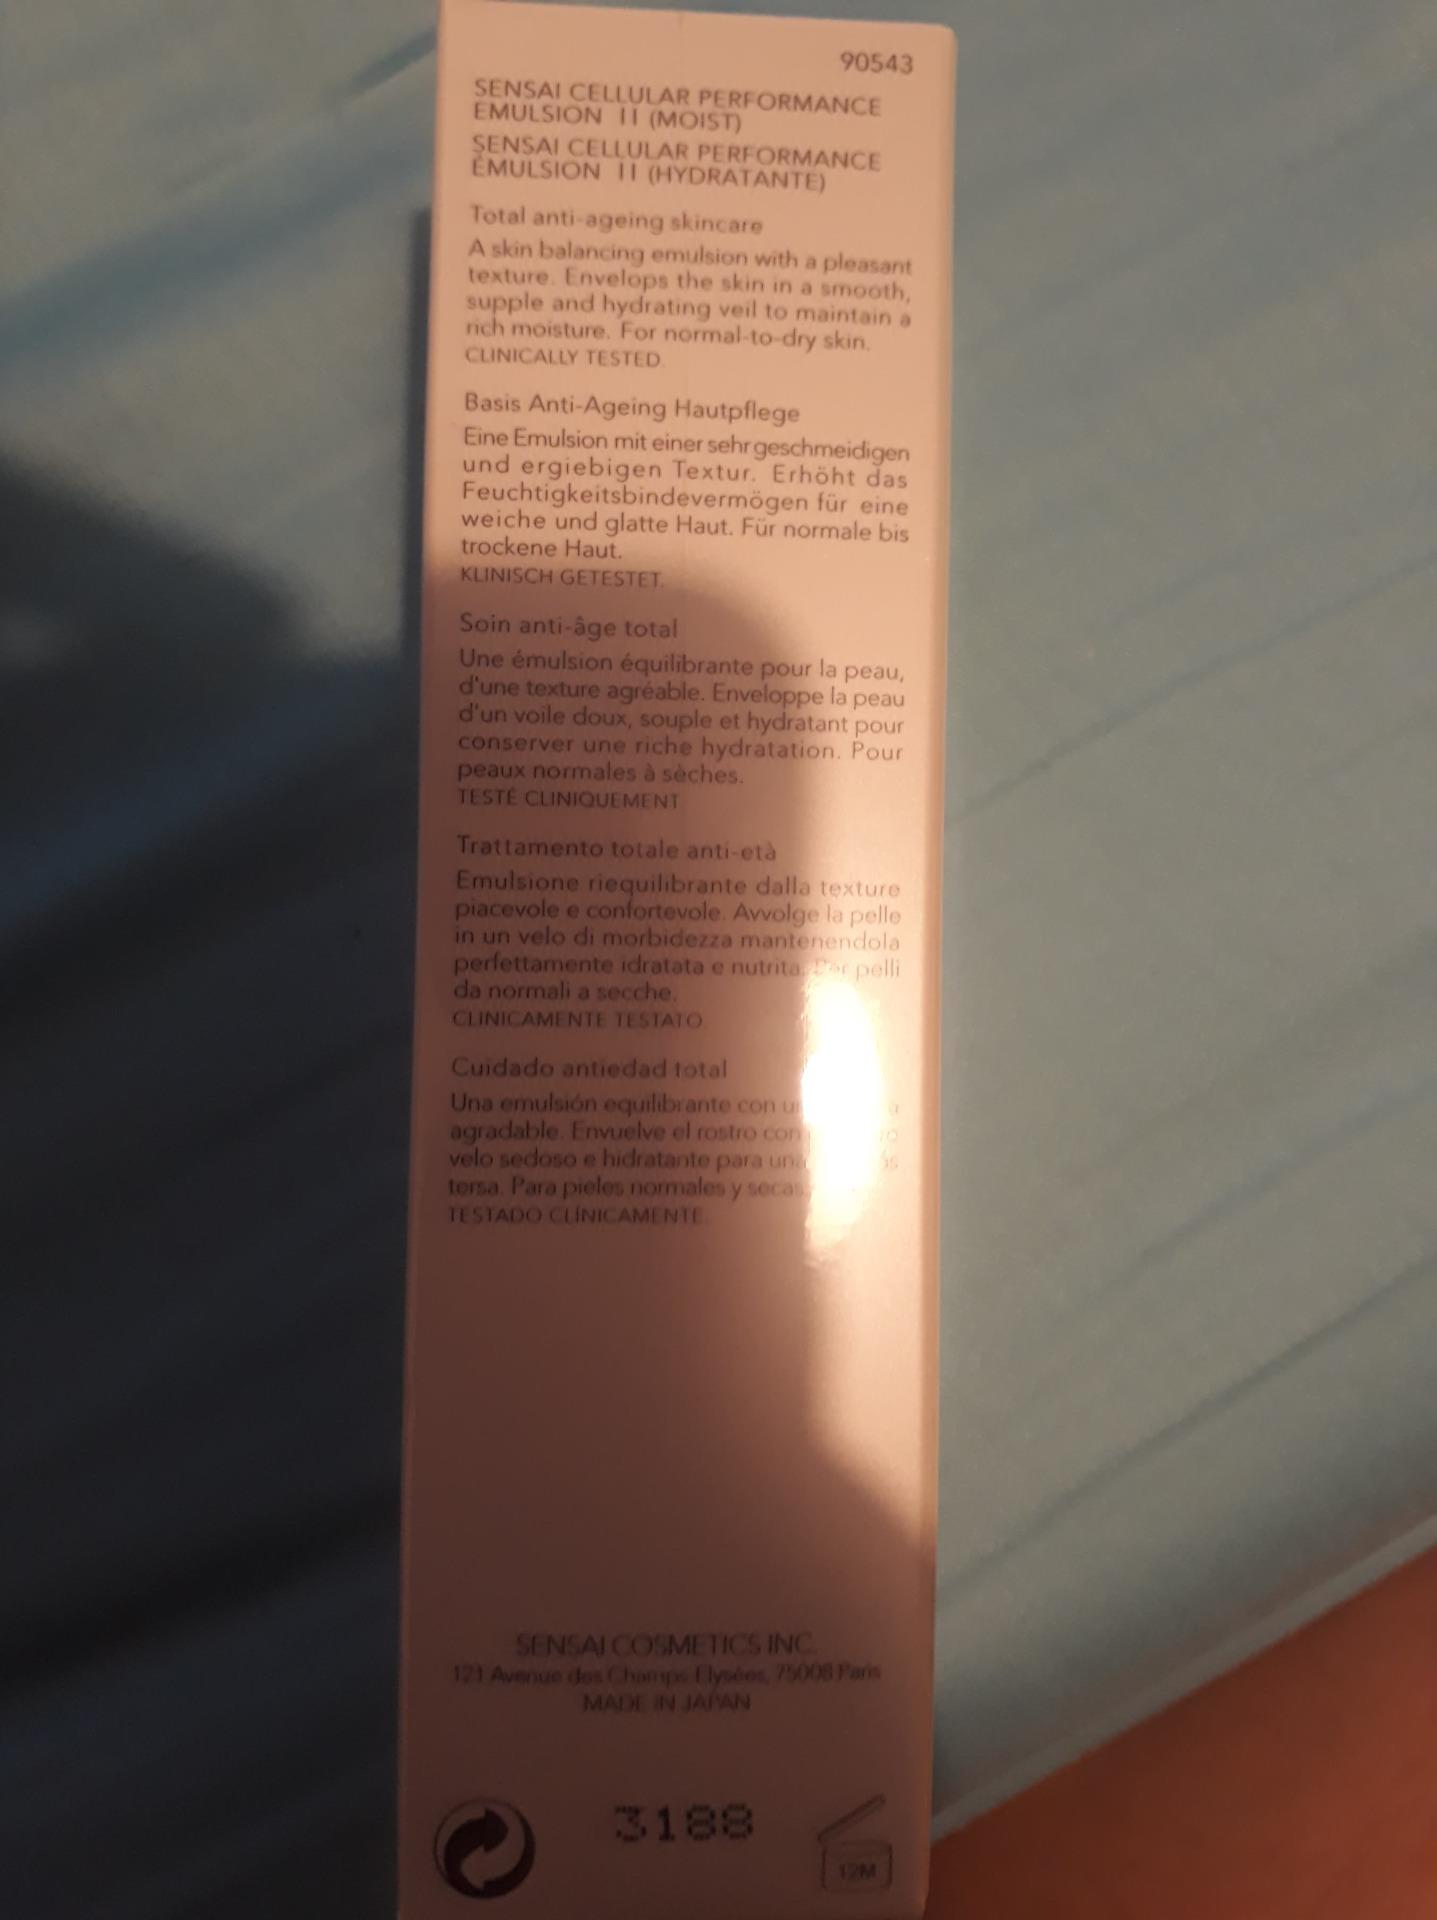 90543
SENSAI CELLULAR PERFORMANCE
EMULSION II (MOIST)
SENSAI CELLULAR PERFORMANCE
ÉMULSION II (HYDRATANTE)
Total anti-ageing skincare
A skin balancing emulsion with a pleasant
texture. Envelops the skin in a smooth,
supple and hydrating veil to maintain a
rich moisture. For normal-to-dry skin.
CLINICALLY TESTED.
Basis Anti-Ageing Hautpflege
Eine Emulsion mit einer sehr geschmeidigen
und ergiebigen Textur. Erhöht das
Feuchtigkeitsbindevermögen für eine
weiche und glatte Haut. Für normale bis
trockene Haut.
KLINISCH GETESTET.
Soin anti-âge total
Une émulsion équilibrante pour la peau,
d'une texture agréable. Enveloppe la peau
d'un voile doux, souple et hydratant pour
conserver une riche hydratation. Pour
peaux normales à sèches.
TESTÉ CLINIQUEMENT
Trattamento totale anti-età
Emulsione riequilibrante dalla texture
piacevole e confortevole. Avvolge la pelle
in un velo di morbidezza mantenendola
perfettamente idratata e nutrita. Per pelli
da normali a secche.
CLINICAMENTE TESTATO.
Cuidado antiedad total
Una emulsión equilibrante con
agradable. Envuelve el rostro con
velo sedoso e hidratante para una
tersa. Para pieles normales y secas.
TESTADO CLÍNICAMENTE.
SENSAI COSMETICS INC.
121 Avenue des Champs Elysées, 75008 Paris
MADE IN JAPAN
3188
12M